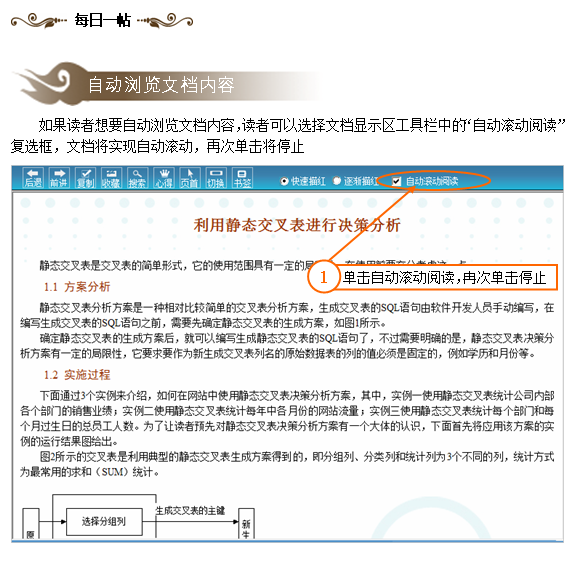 每日一帖
自动浏览文档内容
如果读者想要自动浏览文档内容,读者可以选择文档显示区工具栏中的“自动滚动阅读”
复选框，文档将实现自动滚动，再次单击将停止
后退 前讲 复制 收藏 搜索 心得 页首 切换 书签 快速描红 逐渐描红 自动滚动阅读
利用静态交叉表进行决策分析
静态交叉表是交叉表的简单形式，它的使用范围具有一定的局
1 单击自动滚动阅读,再次单击停止
1.1 方案分析
静态交叉表分析方案是一种相对比较简单的交叉表分析方案，生成交叉表的SQL语句由软件开发人员手动编写，在
编写生成交叉表的SQL语句之前，需要先确定静态交叉表的生成方案，如图1所示。
确定静态交叉表的生成方案后，就可以编写生成静态交叉表的SQL语句了，不过需要明确的是，静态交叉表决策分
析方案有一定的局限性，它要求要作为新生成交叉表列名的原始数据表的列的值必须是固定的，例如学历和月份等。
1.2 实施过程
下面通过3个实例来介绍，如何在网站中使用静态交叉表决策分析方案，其中，实例一使用静态交叉表统计公司内部
各个部门的销售业绩；实例二使用静态交叉表统计每年中各月份的网站流量；实例三使用静态交叉表统计每个部门和每
个月过生日的总员工人数。为了让读者预先对静态交叉表决策分析方案有一个大体的认识，下面首先将应用该方案的实
例的运行结果图给出。
图2所示的交叉表是利用典型的静态交叉表生成方案得到的，即分组列、分类列和统计列为3个不同的列，统计方式
为最常用的求和（SUM）统计。
生成交叉表的主键
原 选择分组列 新
生